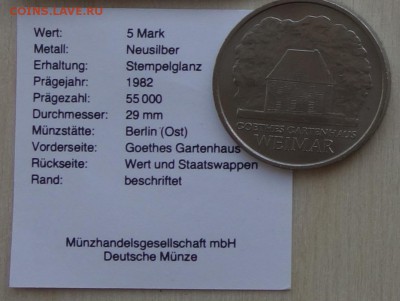 COINS.LAVE.RU
Wert: 5 Mark
Metall: Neusilber
Erhaltung: Stempelglanz
Prägejahr: 1982
Prägezahl: 55 000
Durchmesser: 29 mm
Münzstätte: Berlin (Ost)
Vorderseite: Goethes Gartenhaus
Rückseite: Wert und Staatswappen
Rand: beschriftet
Münzhandelsgesellschaft mbH
Deutsche Münze
GOETHES GARTENHAUS
WEIMAR